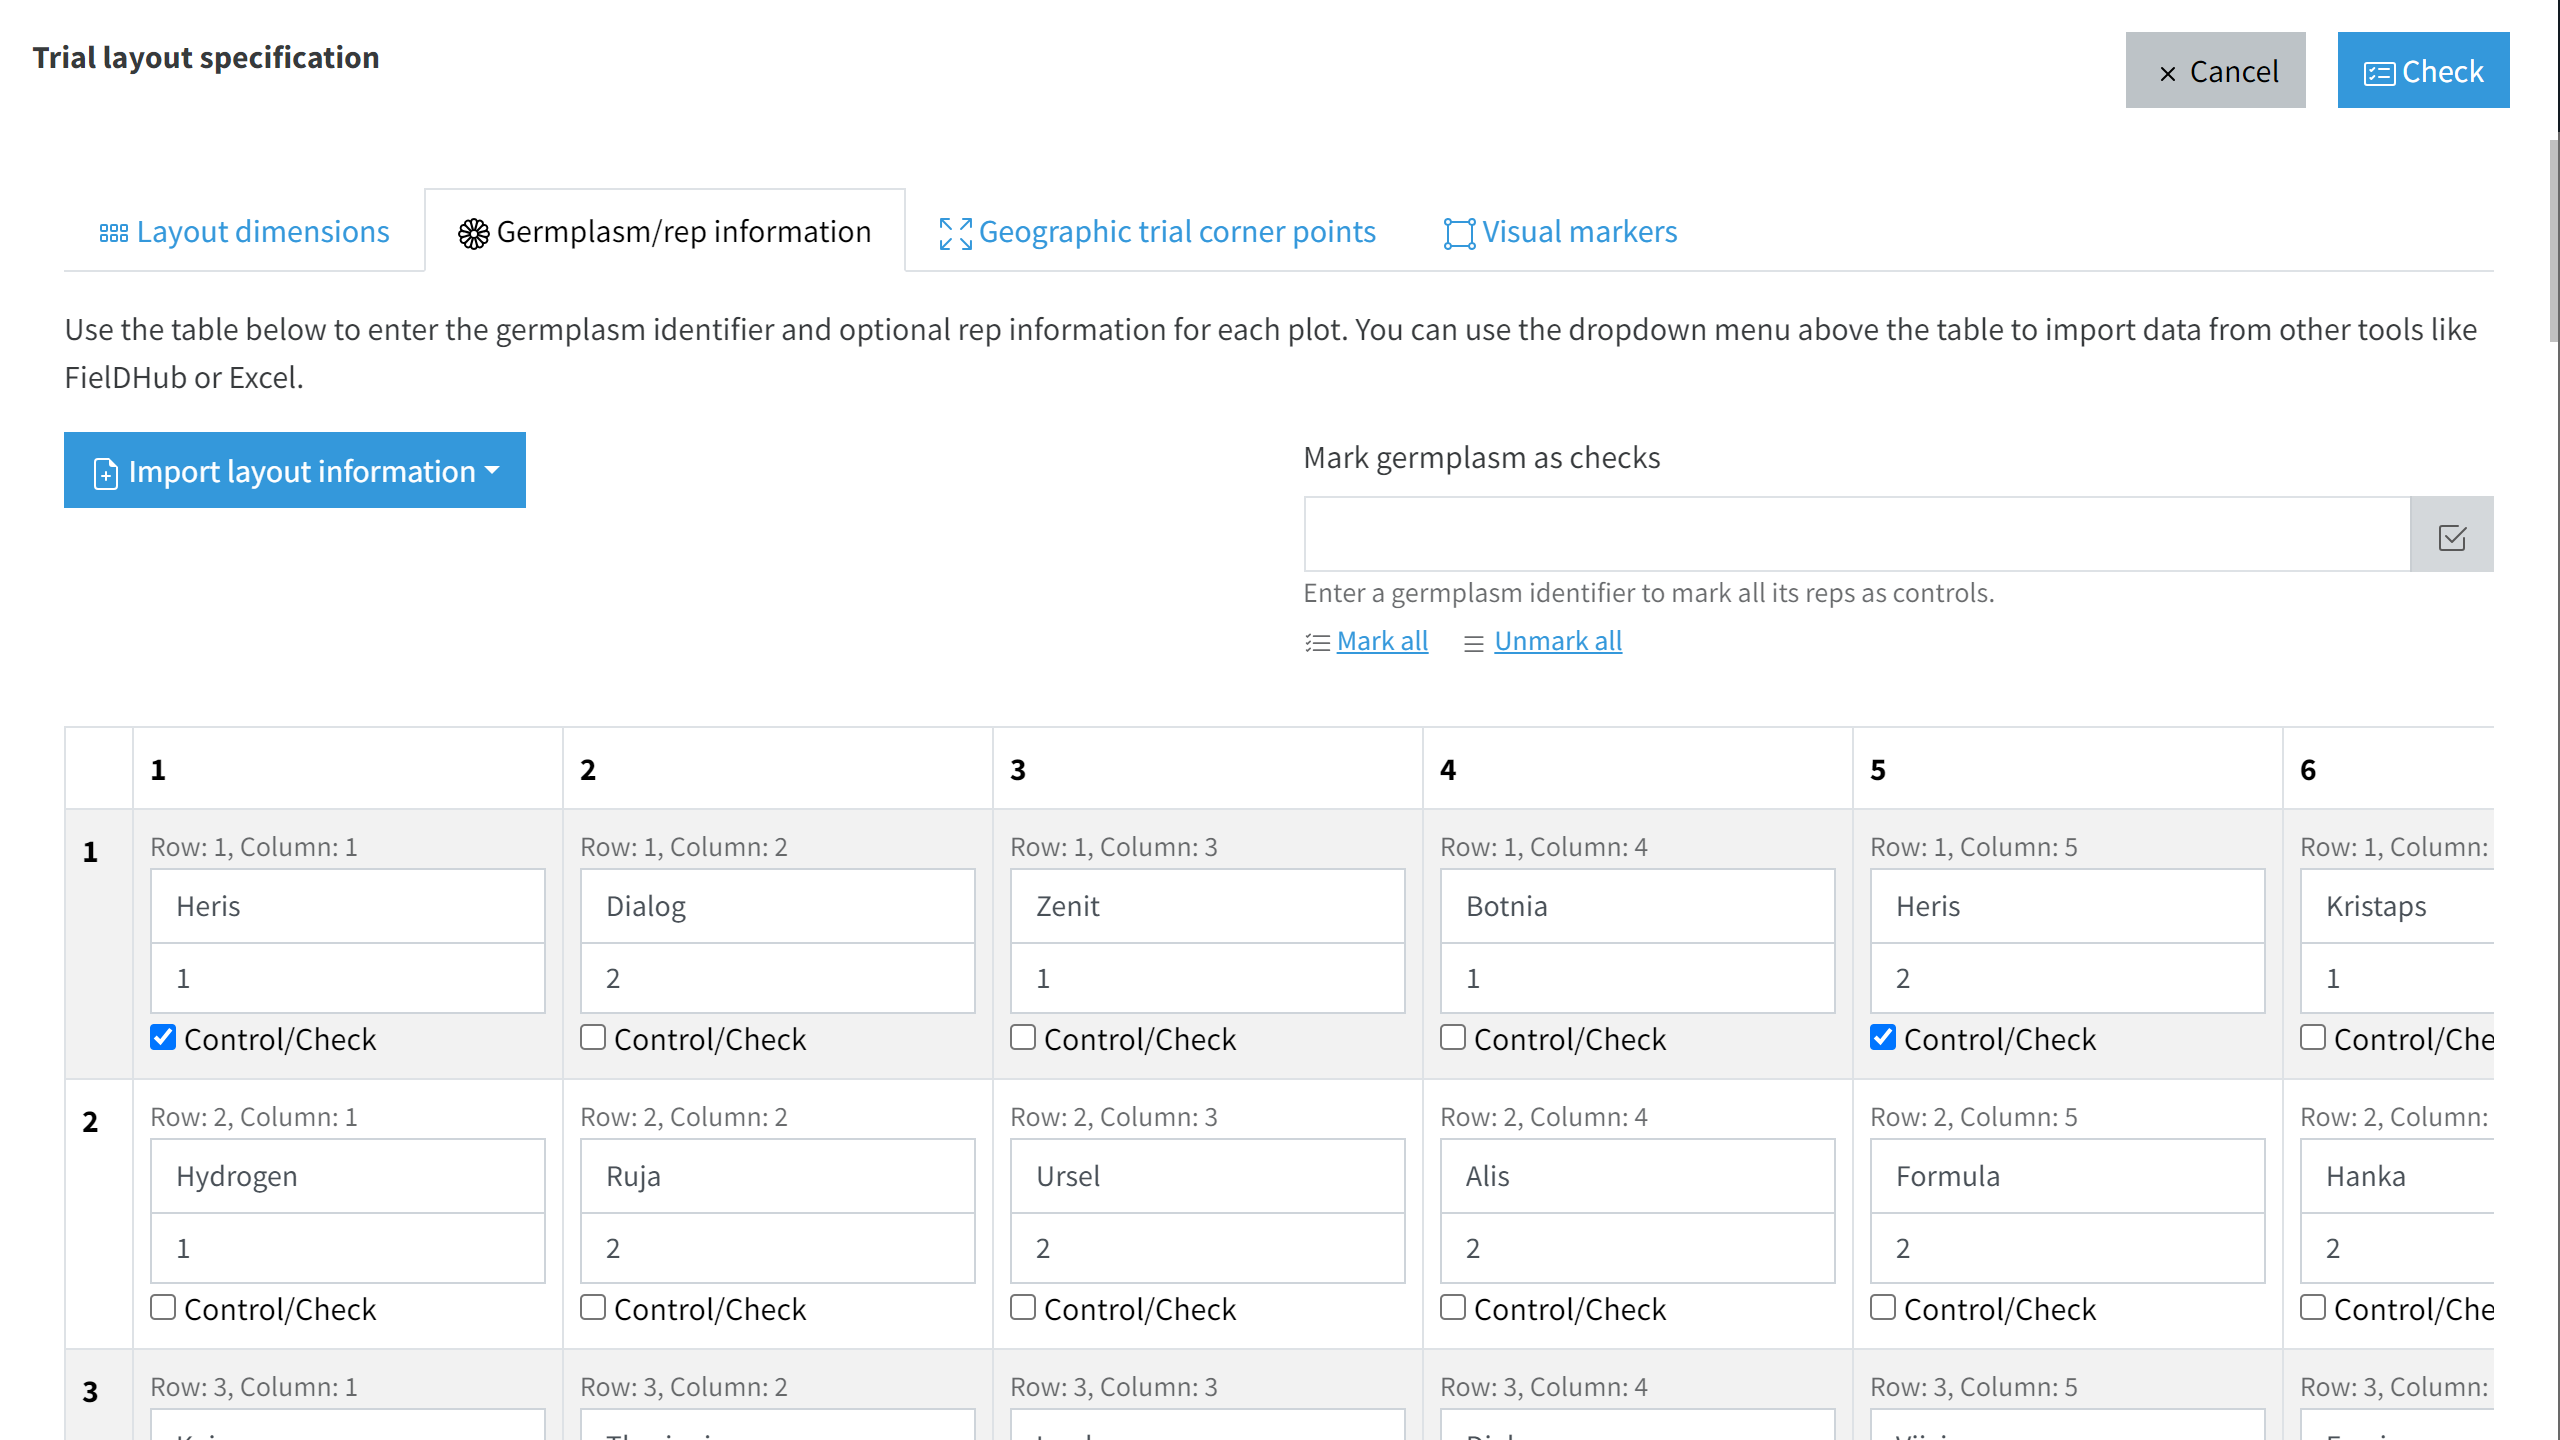 Trial layout specification
Cancel
Check
Layout dimensions
Germplasm/rep information
Geographic trial corner points
Visual markers
Use the table below to enter the germplasm identifier and optional rep information for each plot. You can use the dropdown menu above the table to import data from other tools like
FielDHub or Excel.
Import layout information
Mark germplasm as checks
Enter a germplasm identifier to mark all its reps as controls.
Mark all
Unmark all
1 2 3 4 5 6
1
Row: 1, Column: 1
Heris
1
Control/Check
Row: 1, Column: 2
Dialog
2
Control/Check
Row: 1, Column: 3
Zenit
1
Control/Check
Row: 1, Column: 4
Botnia
1
Control/Check
Row: 1, Column: 5
Heris
2
Control/Check
Row: 1, Column:
Kristaps
1
Control/Che
2
Row: 2, Column: 1
Hydrogen
1
Control/Check
Row: 2, Column: 2
Ruja
2
Control/Check
Row: 2, Column: 3
Ursel
2
Control/Check
Row: 2, Column: 4
Alis
2
Control/Check
Row: 2, Column: 5
Formula
2
Control/Check
Row: 2, Column:
Hanka
2
Control/Che
3
Row: 3, Column: 1
Row: 3, Column: 2
Row: 3, Column: 3
Row: 3, Column: 4
Row: 3, Column: 5
Row: 3, Column: